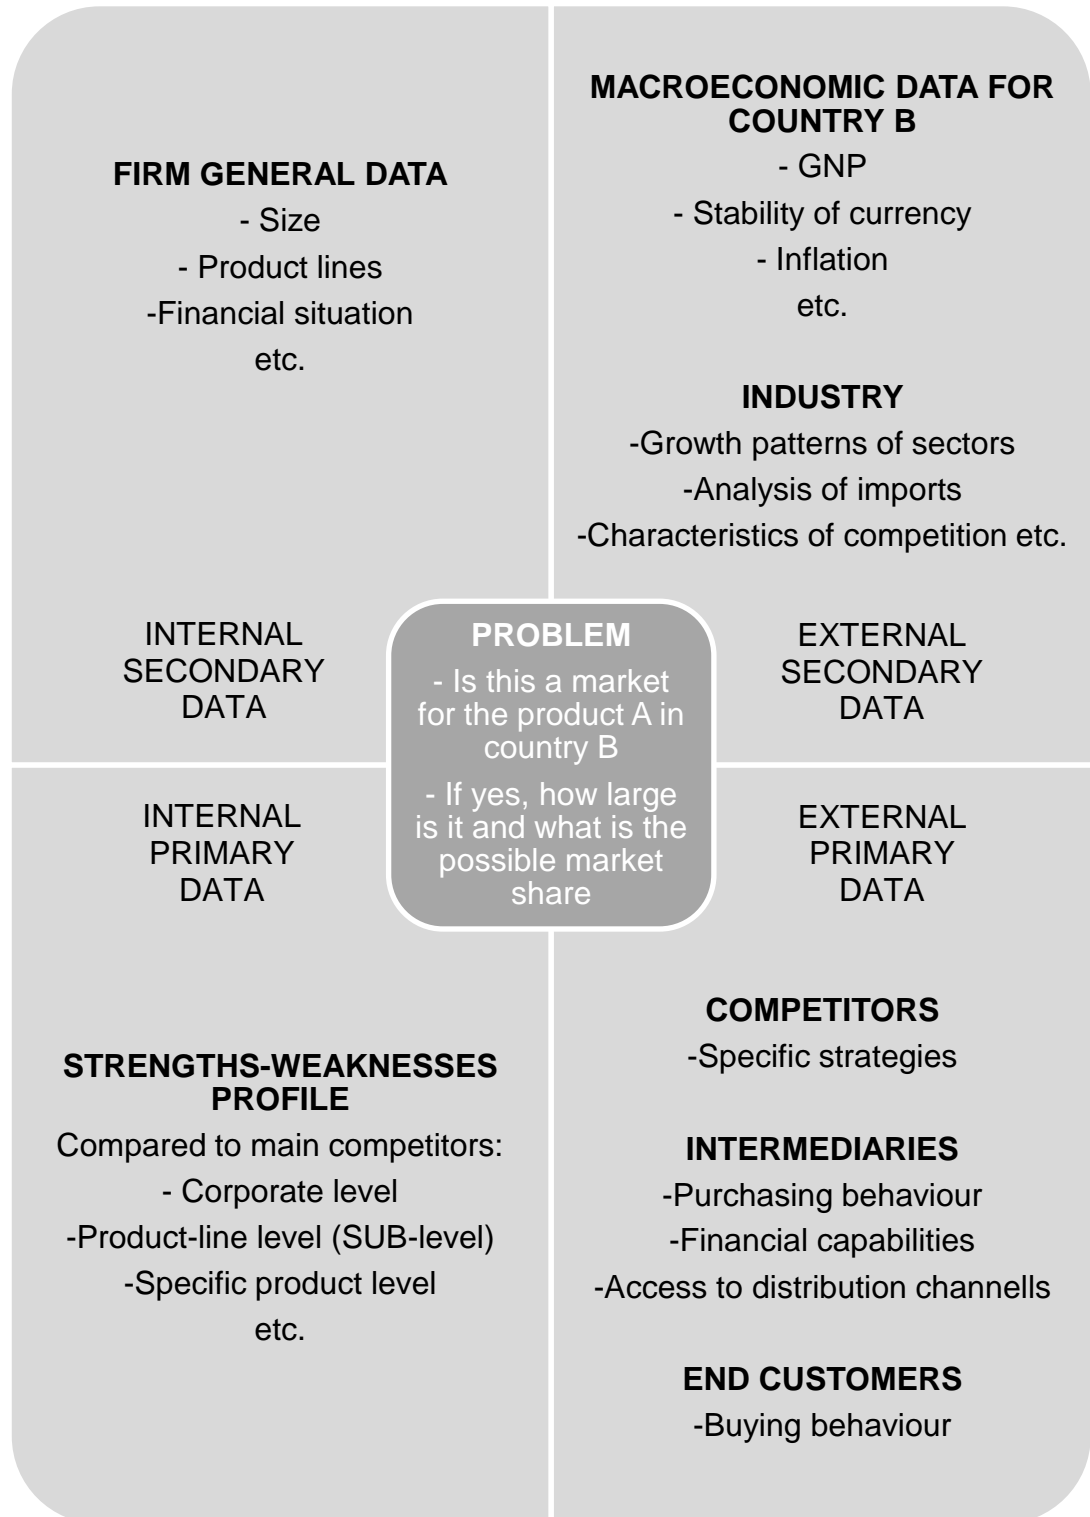 FIRM GENERAL DATA
- Size
- Product lines
-Financial situation
etc.
INTERNAL
SECONDARY
DATA
MACROECONOMIC DATA FOR
COUNTRY B
- GNP
- Stability of currency
- Inflation
etc.
INDUSTRY
-Growth patterns of sectors
-Analysis of imports
-Characteristics of competition etc.
EXTERNAL
SECONDARY
DATA
PROBLEM
- Is this a market
for the product A in
country B
- If yes, how large
is it and what is the
possible market
share
INTERNAL
PRIMARY
DATA
STRENGTHS-WEAKNESSES
PROFILE
Compared to main competitors:
- Corporate level
-Product-line level (SUB-level)
-Specific product level
etc.
EXTERNAL
PRIMARY
DATA
COMPETITORS
-Specific strategies
INTERMEDIARIES
-Purchasing behaviour
-Financial capabilities
-Access to distribution channells
END CUSTOMERS
-Buying behaviour